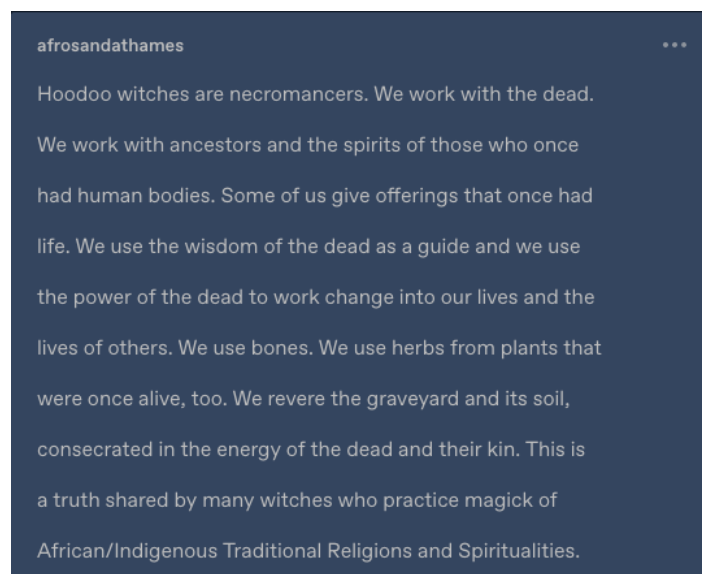 afrosandathames
Hoodoo witches are necromancers. We work with the dead.
We work with ancestors and the spirits of those who once
had human bodies. Some of us give offerings that once had
life. We use the wisdom of the dead as a guide and we use
the power of the dead to work change into our lives and the
lives of others. We use bones. We use herbs from plants that
were once alive, too. We revere the graveyard and its soil,
consecrated in the energy of the dead and their kin. This is
a truth shared by many witches who practice magick of
African/Indigenous Traditional Religions and Spiritualities.